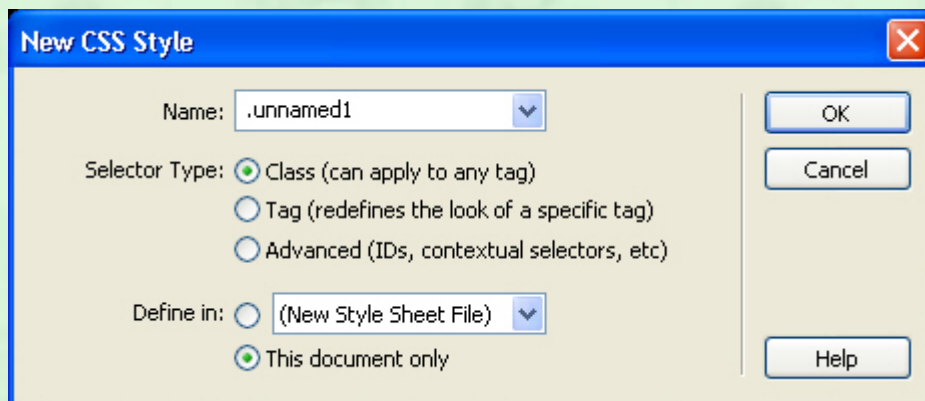 New CSS Style
Name: .unnamed1
OK
Selector Type: Class (can apply to any tag)
Cancel
Tag (redefines the look of a specific tag)
Advanced (IDs, contextual selectors, etc)
Define in: (New Style Sheet File)
This document only
Help